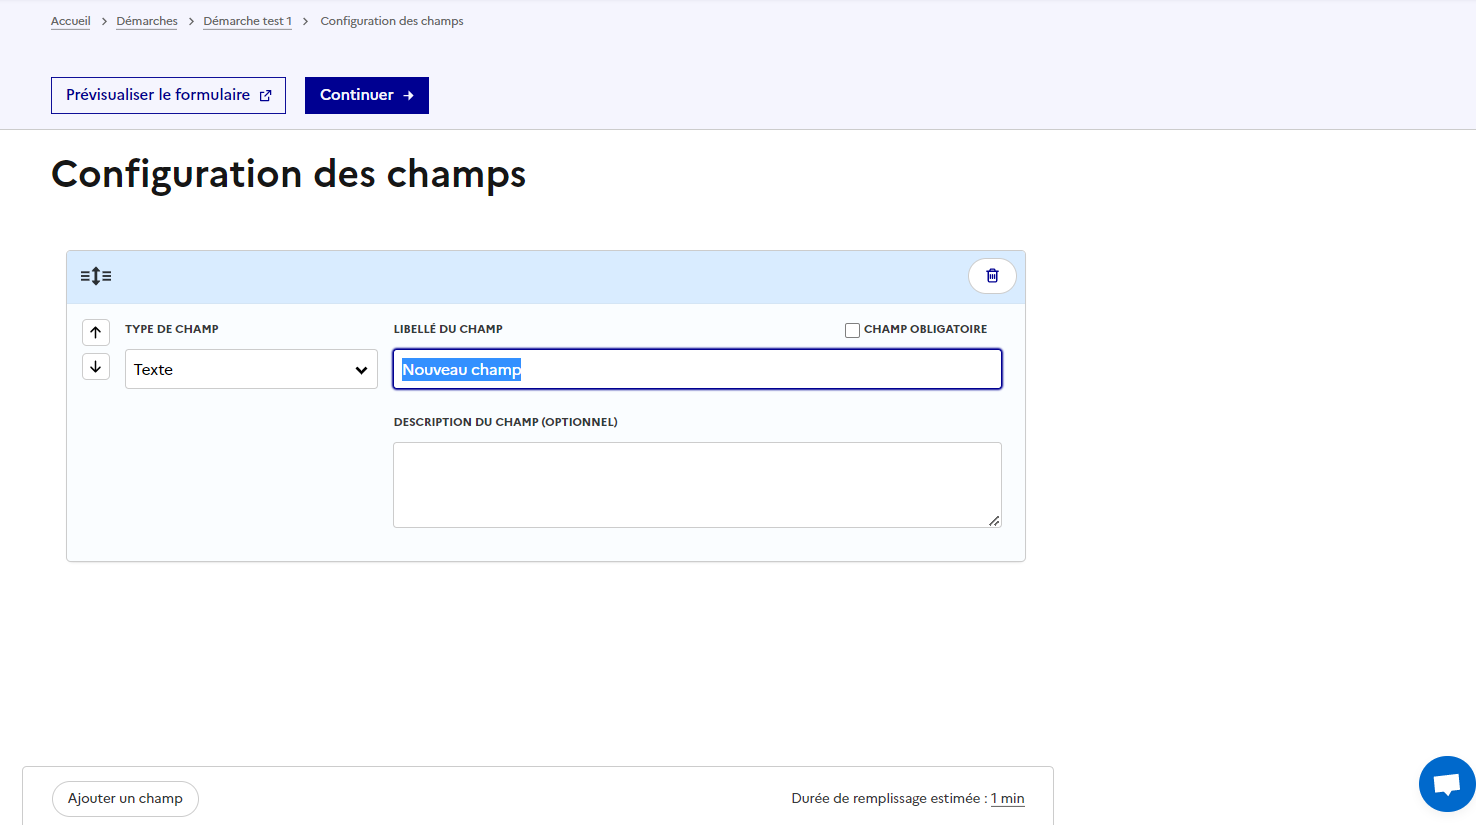 Accueil > Démarches > Démarche test 1 > Configuration des champs
Prévisualiser le formulaire
Continuer →
Configuration des champs
TYPE DE CHAMP
LIBELLÉ DU CHAMP
CHAMP OBLIGATOIRE
Texte
Nouveau champ
DESCRIPTION DU CHAMP (OPTIONNEL)
Ajouter un champ
Durée de remplissage estimée : 1 min